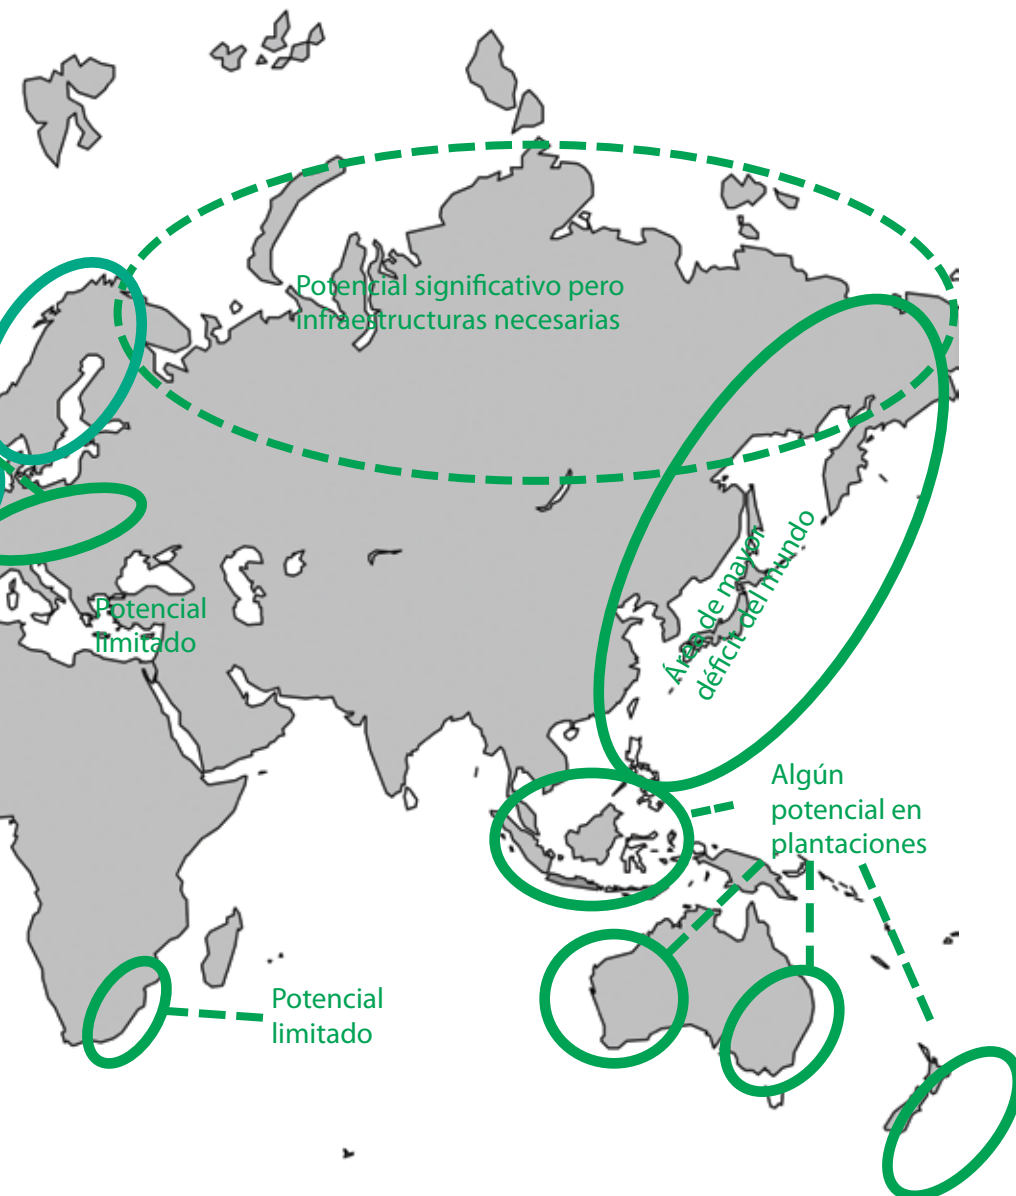 Potencial significativo pero
infraestructuras necesarias
Área de mayor
déficit del mundo
Potencial
limitado
Algún
potencial en
plantaciones
Potencial
limitado